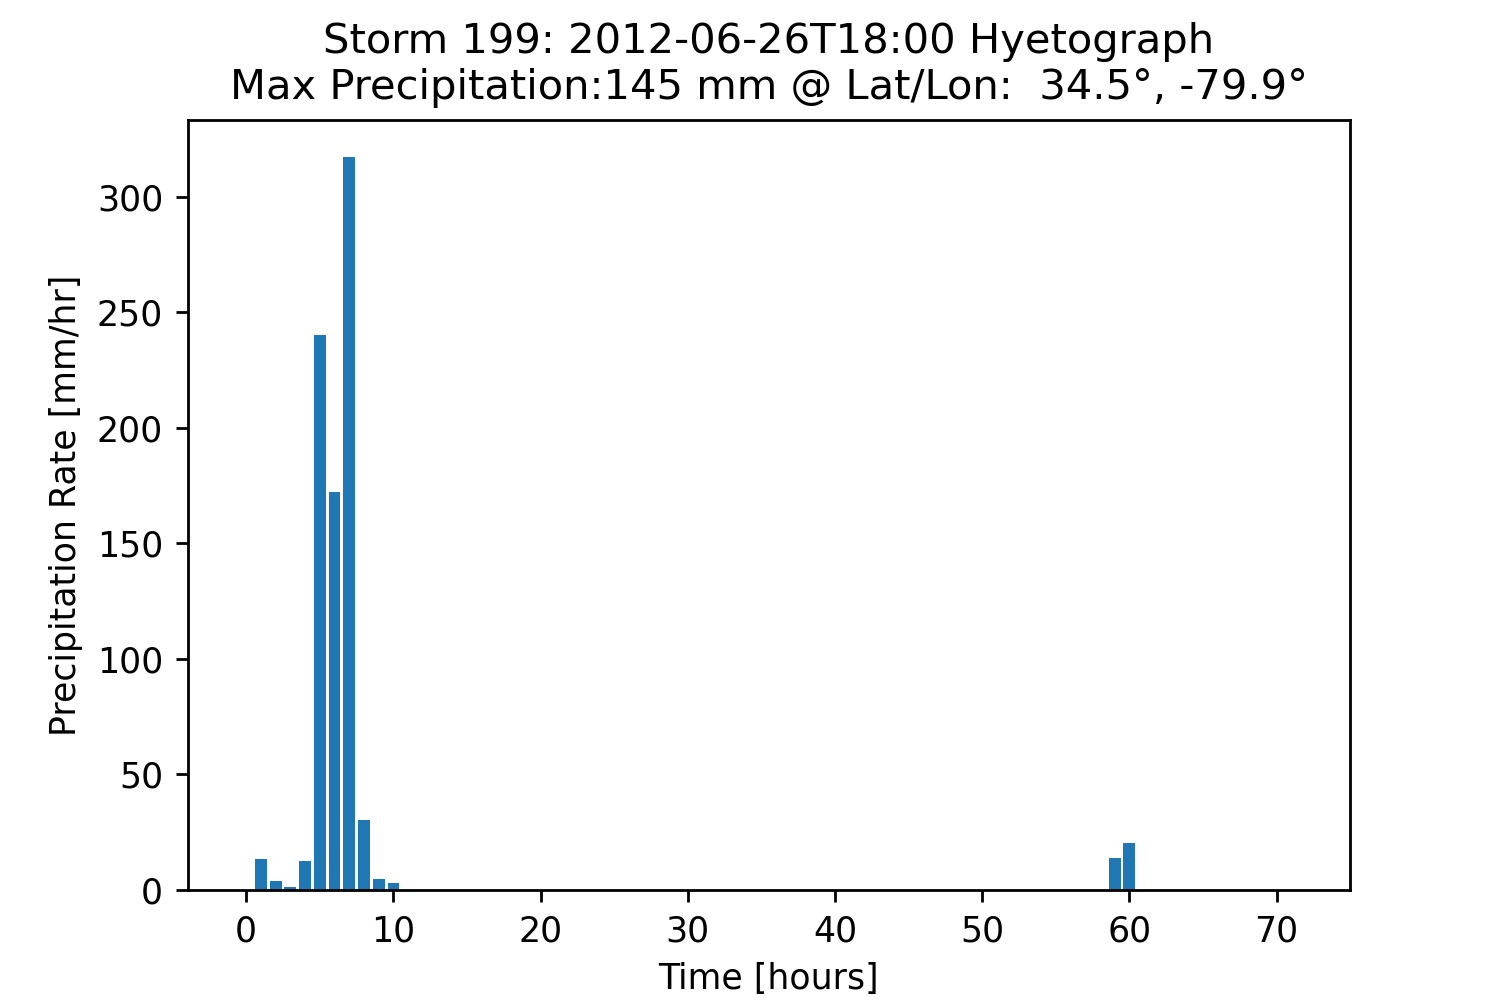 Storm 199: 2012-06-26T18:00 Hyetograph
Max Precipitation:145 mm @ Lat/Lon:  34.5°, -79.9°
Precipitation Rate [mm/hr]
300
250
200
150
100
50
0
0 10 20 30 40 50 60 70
Time [hours]